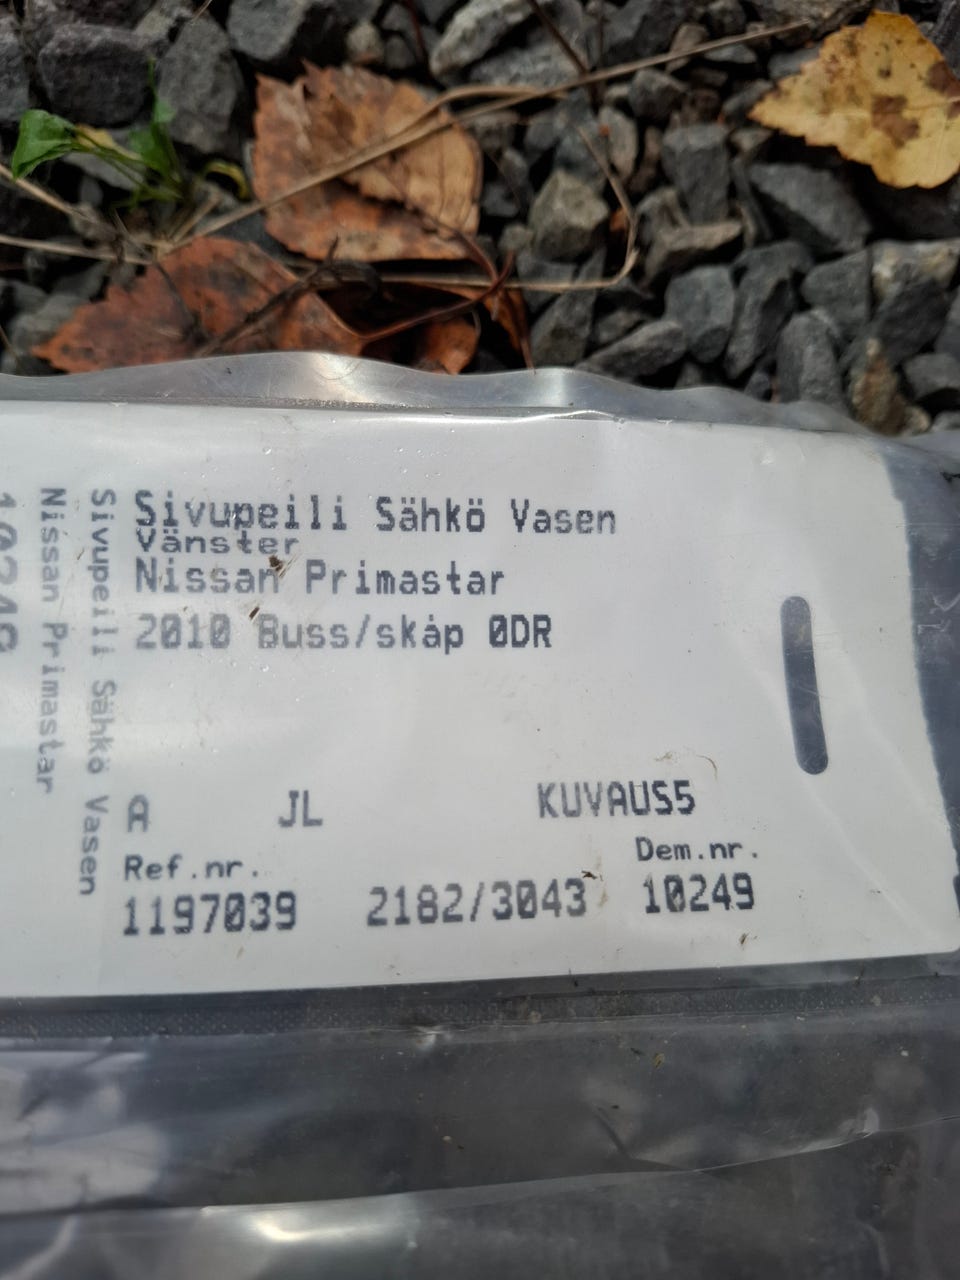 Sivupeili Sähkö Vasen
Vänster
Nissan Primastar
2010 Buss/skåp 0DR
A JL KUVAUS5
Ref.nr. Dem.nr.
1197039 2182/3043 10249
Sivupeili Sähkö Vasen
Nissan Primastar